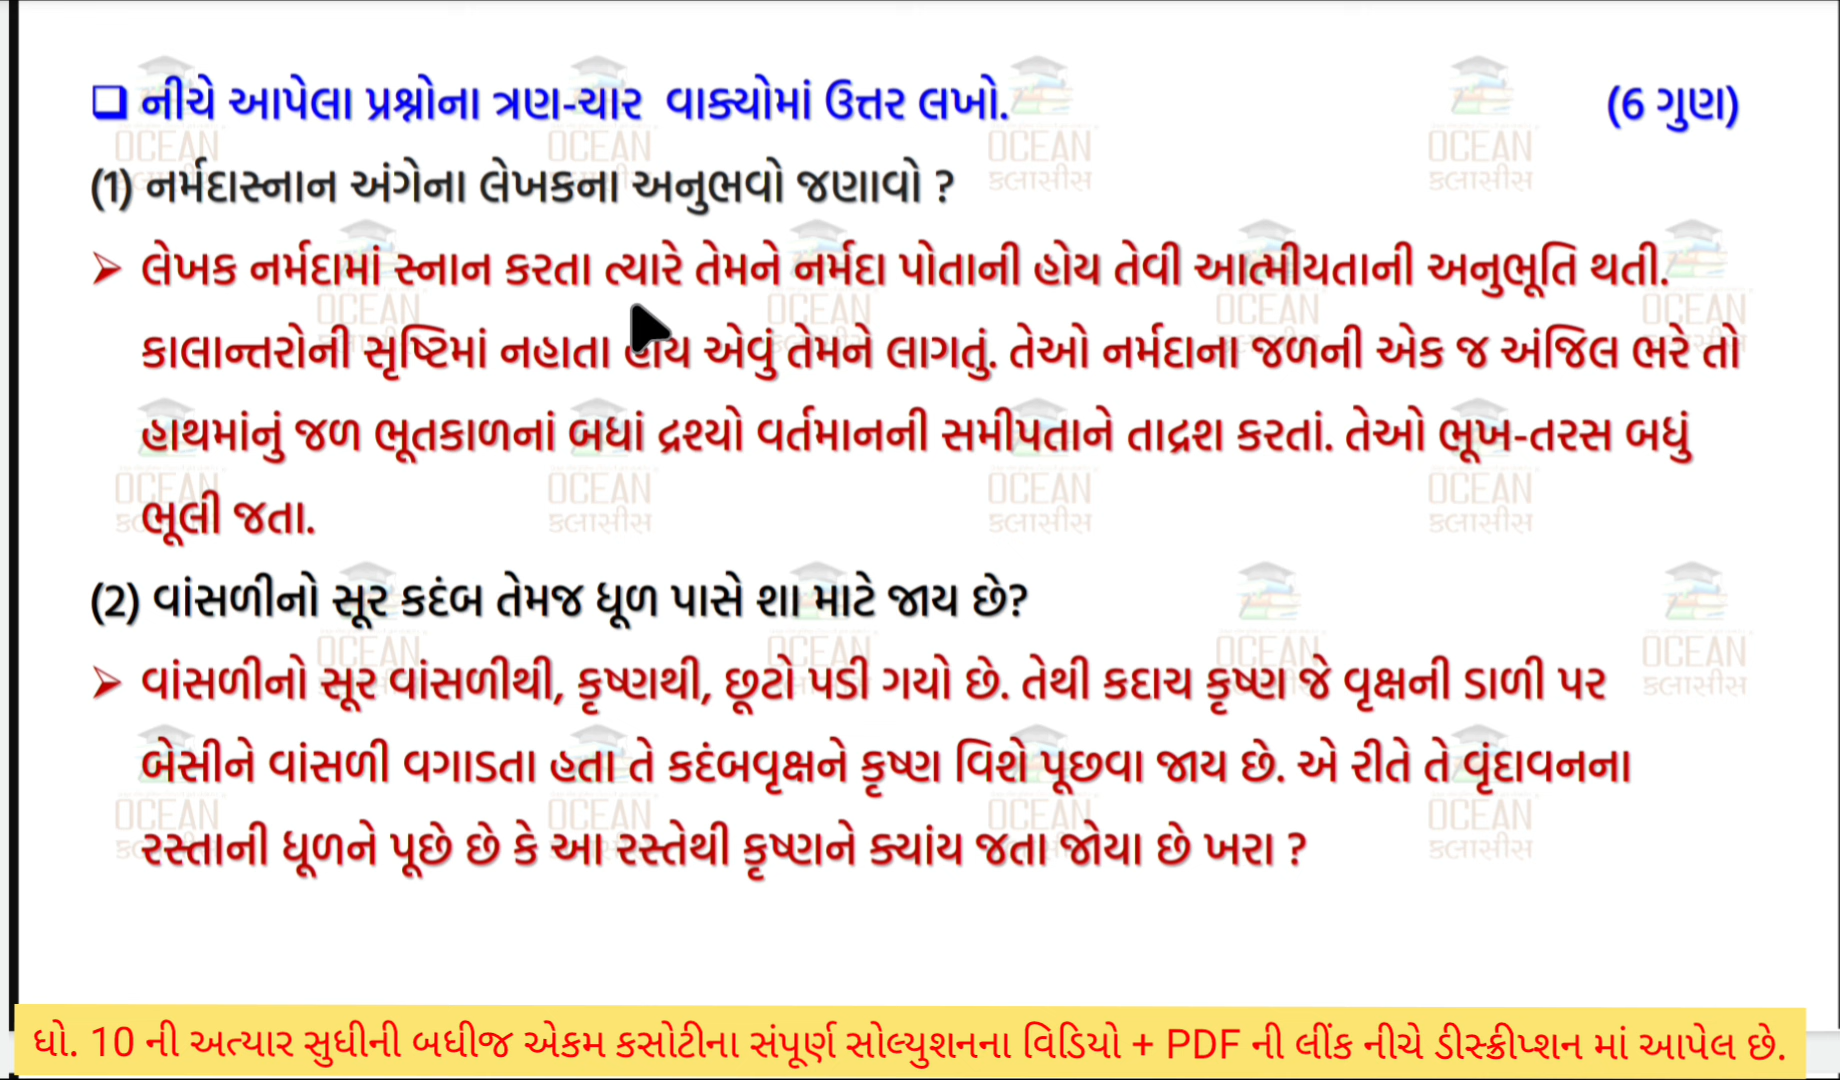 ❑ નીચે આપેલા પ્રશ્નોના ત્રણ-ચાર વાક્યોમાં ઉત્તર લખો. (6 ગુણ)
(1) નર્મદાસ્નાન અંગેના લેખકના અનુભવો જણાવો ?
➢ લેખક નર્મદામાં સ્નાન કરતા ત્યારે તેમને નર્મદા પોતાની હોય તેવી આત્મીયતાની અનુભૂતિ થતી.
કાલાન્તરોની સૃષ્ટિમાં નહાતા હોય એવું તેમને લાગતું. તેઓ નર્મદાના જળની એક જ અંજલિ ભરે તો
હાથમાંનું જળ ભૂતકાળનાં બધાં દ્રશ્યો વર્તમાનની સમીપતાને તાદ્રશ કરતાં. તેઓ ભૂખ-તરસ બધું
ભૂલી જતા.
(2) વાંસળીનો સૂર કદંબ તેમજ ધૂળ પાસે શા માટે જાય છે?
➢ વાંસળીનો સૂર વાંસળીથી, કૃષ્ણથી, છૂટો પડી ગયો છે. તેથી કદાચ કૃષ્ણ જે વૃક્ષની ડાળી પર
બેસીને વાંસળી વગાડતા હતા તે કદંબવૃક્ષને કૃષ્ણ વિશે પૂછવા જાય છે. એ રીતે તે વૃંદાવનના
રસ્તાની ધૂળને પૂછે છે કે આ રસ્તેથી કૃષ્ણને ક્યાંય જતા જોયા છે ખરા ?
ધો. 10 ની અત્યાર સુધીની બધીજ એકમ કસોટીના સંપૂર્ણ સોલ્યુશનના વિડિયો + PDF ની લીંક નીચે ડીસ્ક્રીપ્શન માં આપેલ છે.